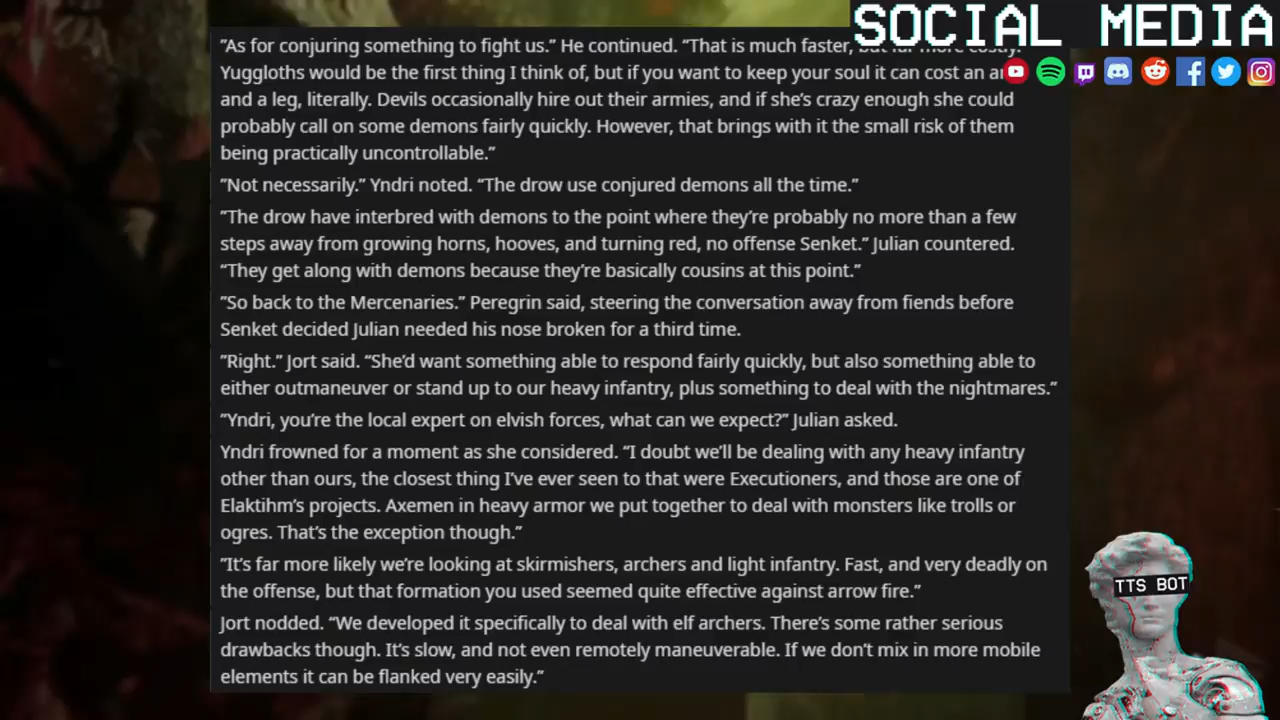 SOCIAL MEDIA
”As for conjuring something to fight us.” He continued. “That is much faster, but far more costly.
Yuggloths would be the first thing I think of, but if you want to keep your soul it can cost an
and a leg, literally. Devils occasionally hire out their armies, and if she’s crazy enough she could
probably call on some demons fairly quickly. However, that brings with it the small risk of them
being practically uncontrollable.”
”Not necessarily.” Yndri noted. “The drow use conjured demons all the time.”
”The drow have interbred with demons to the point where they’re probably no more than a few
steps away from growing horns, hooves, and turning red, no offense Senket.” Julian countered.
“They get along with demons because they’re basically cousins at this point.”
”So back to the Mercenaries.” Peregrin said, steering the conversation away from fiends before
Senket decided Julian needed his nose broken for a third time.
”Right.” Jort said. “She’d want something able to respond fairly quickly, but also something able to
either outmaneuver or stand up to our heavy infantry, plus something to deal with the nightmares.”
”Yndri, you’re the local expert on elvish forces, what can we expect?” Julian asked.
Yndri frowned for a moment as she considered. “I doubt we’ll be dealing with any heavy infantry
other than ours, the closest thing I’ve ever seen to that were Executioners, and those are one of
Elaktihm’s projects. Axemen in heavy armor we put together to deal with monsters like trolls or
ogres. That’s the exception though.”
”It’s far more likely we’re looking at skirmishers, archers and light infantry. Fast, and very deadly on
the offense, but that formation you used seemed quite effective against arrow fire.”
Jort nodded. “We developed it specifically to deal with elf archers. There’s some rather serious
drawbacks though. It’s slow, and not even remotely maneuverable. If we don’t mix in more mobile
elements it can be flanked very easily.”
TTS BOT